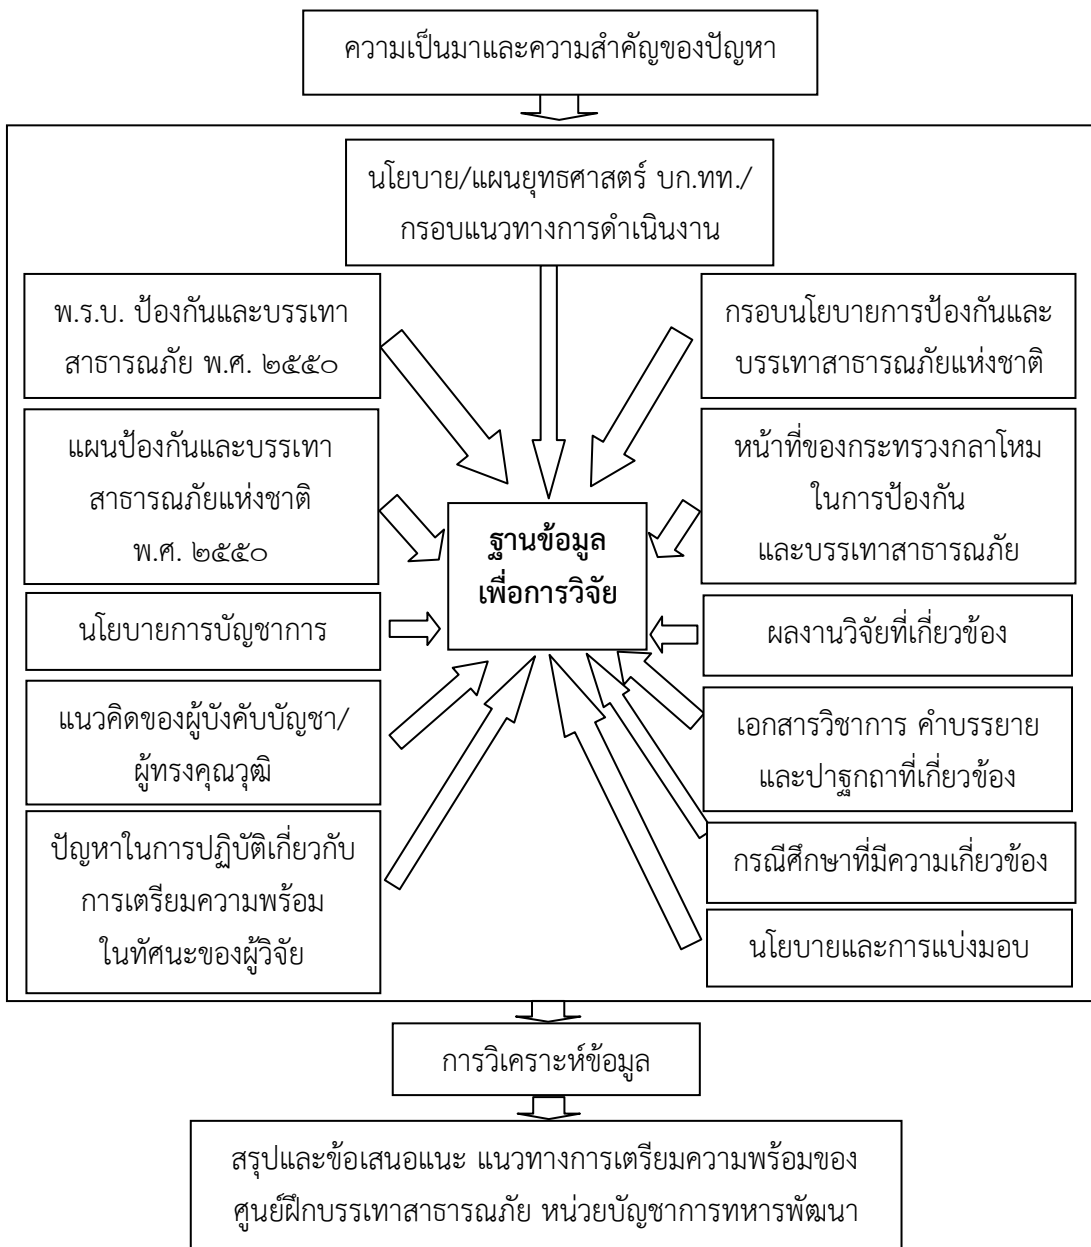 ความเป็นมาและความสำคัญของปัญหา
นโยบาย/แผนยุทธศาสตร์ บก.ทท./
กรอบแนวทางการดำเนินงาน
พ.ร.บ. ป้องกันและบรรเทา
สาธารณภัย พ.ศ. ๒๕๕๐
แผนป้องกันและบรรเทา
สาธารณภัยแห่งชาติ
พ.ศ. ๒๕๕๐
นโยบายการบัญชาการ
แนวคิดของผู้บังคับบัญชา/
ผู้ทรงคุณวุฒิ
ปัญหาในการปฏิบัติเกี่ยวกับ
การเตรียมความพร้อม
ในทัศนะของผู้วิจัย
ฐานข้อมูล
เพื่อการวิจัย
กรอบนโยบายการป้องกันและ
บรรเทาสาธารณภัยแห่งชาติ
หน้าที่ของกระทรวงกลาโหม
ในการป้องกัน
และบรรเทาสาธารณภัย
ผลงานวิจัยที่เกี่ยวข้อง
เอกสารวิชาการ คำบรรยาย
และปาฐกถาที่เกี่ยวข้อง
กรณีศึกษาที่มีความเกี่ยวข้อง
นโยบายและการแบ่งมอบ
การวิเคราะห์ข้อมูล
สรุปและข้อเสนอแนะ แนวทางการเตรียมความพร้อมของ
ศูนย์ฝึกบรรเทาสาธารณภัย หน่วยบัญชาการทหารพัฒนา